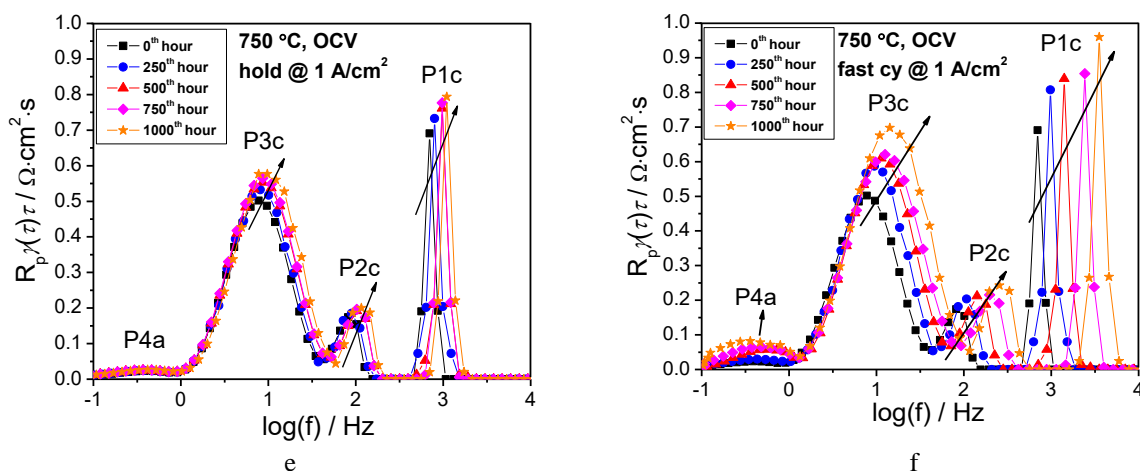 1.0
0.9
0.8
0.7
0.6
0.5
0.4
0.3
0.2
0.1
0.0
R_p γ(τ)τ / Ω·cm²·s
0th hour
250th hour
500th hour
750th hour
1000th hour
750 °C, OCV
hold @ 1 A/cm²
P1c
P3c
P2c
P4a
-1 0 1 2 3 4
log(f) / Hz
e
1.0
0.9
0.8
0.7
0.6
0.5
0.4
0.3
0.2
0.1
0.0
R_p γ(τ)τ / Ω·cm²·s
0th hour
250th hour
500th hour
750th hour
1000th hour
750 °C, OCV
fast cy @ 1 A/cm²
P1c
P3c
P2c
P4a
-1 0 1 2 3 4
log(f) / Hz
f